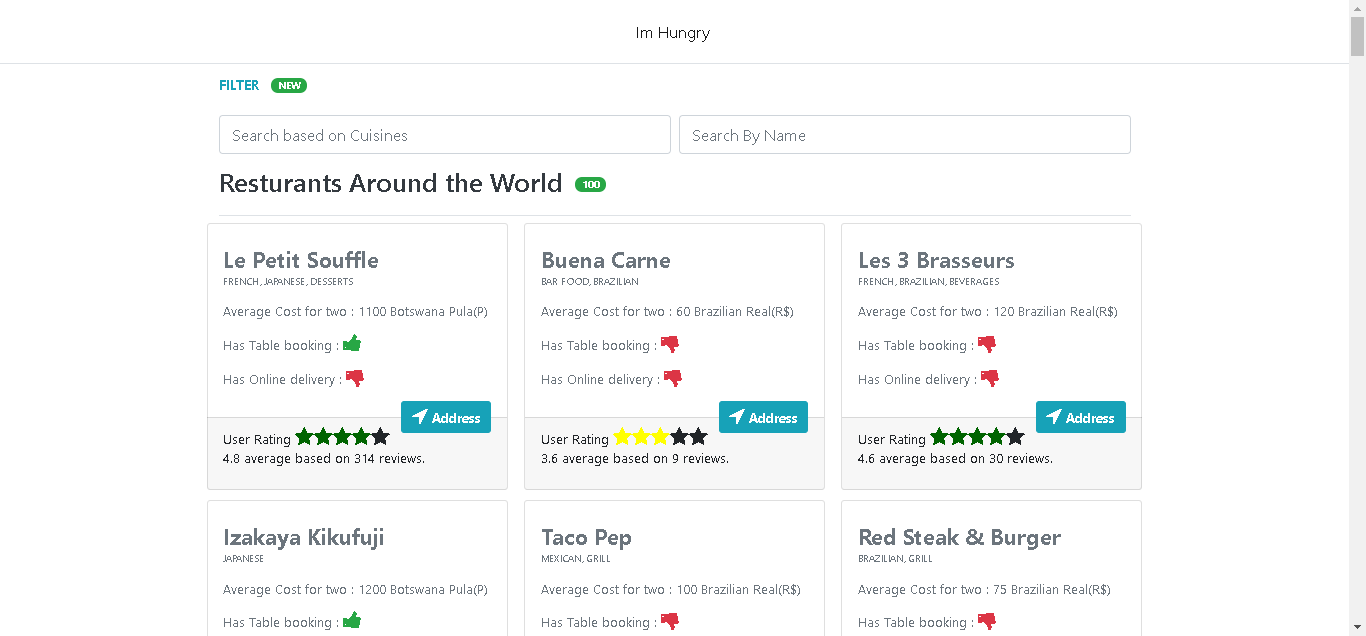 Im Hungry
FILTER NEW
Search based on Cuisines
Search By Name
Resturants Around the World 100
Le Petit Souffle
FRENCH, JAPANESE, DESSERTS
Average Cost for two : 1100 Botswana Pula(P)
Has Table booking :
Has Online delivery :
Address
User Rating
4.8 average based on 314 reviews.
Buena Carne
BAR FOOD, BRAZILIAN
Average Cost for two : 60 Brazilian Real(R$)
Has Table booking :
Has Online delivery :
Address
User Rating
3.6 average based on 9 reviews.
Les 3 Brasseurs
FRENCH, BRAZILIAN, BEVERAGES
Average Cost for two : 120 Brazilian Real(R$)
Has Table booking :
Has Online delivery :
Address
User Rating
4.6 average based on 30 reviews.
Izakaya Kikufuji
JAPANESE
Average Cost for two : 1200 Botswana Pula(P)
Has Table booking :
Taco Pep
MEXICAN, GRILL
Average Cost for two : 100 Brazilian Real(R$)
Has Table booking :
Red Steak & Burger
BRAZILIAN, GRILL
Average Cost for two : 75 Brazilian Real(R$)
Has Table booking :